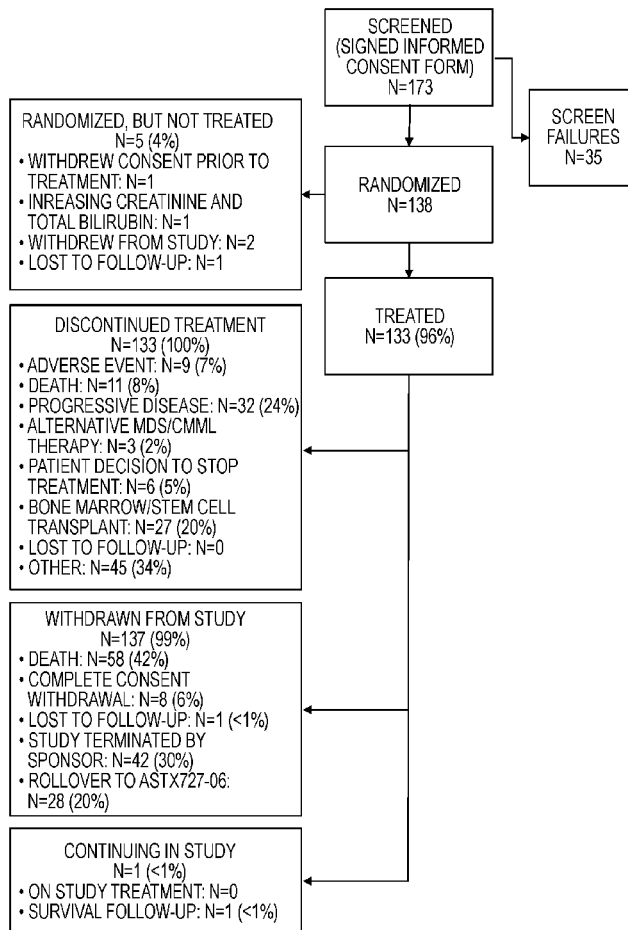 SCREENED
(SIGNED INFORMED
CONSENT FORM)
N=173
SCREEN
FAILURES
N=35
RANDOMIZED, BUT NOT TREATED
N=5 (4%)
• WITHDREW CONSENT PRIOR TO
TREATMENT: N=1
• INREASING CREATININE AND
TOTAL BILIRUBIN: N=1
• WITHDREW FROM STUDY: N=2
• LOST TO FOLLOW-UP: N=1
RANDOMIZED
N=138
TREATED
N=133 (96%)
DISCONTINUED TREATMENT
N=133 (100%)
• ADVERSE EVENT: N=9 (7%)
• DEATH: N=11 (8%)
• PROGRESSIVE DISEASE: N=32 (24%)
• ALTERNATIVE MDS/CMML
THERAPY: N=3 (2%)
• PATIENT DECISION TO STOP
TREATMENT: N=6 (5%)
• BONE MARROW/STEM CELL
TRANSPLANT: N=27 (20%)
• LOST TO FOLLOW-UP: N=0
• OTHER: N=45 (34%)
WITHDRAWN FROM STUDY
N=137 (99%)
• DEATH: N=58 (42%)
• COMPLETE CONSENT
WITHDRAWAL: N=8 (6%)
• LOST TO FOLLOW-UP: N=1 (<1%)
• STUDY TERMINATED BY
SPONSOR: N=42 (30%)
• ROLLOVER TO ASTX727-06:
N=28 (20%)
CONTINUING IN STUDY
N=1 (<1%)
• ON STUDY TREATMENT: N=0
• SURVIVAL FOLLOW-UP: N=1 (<1%)